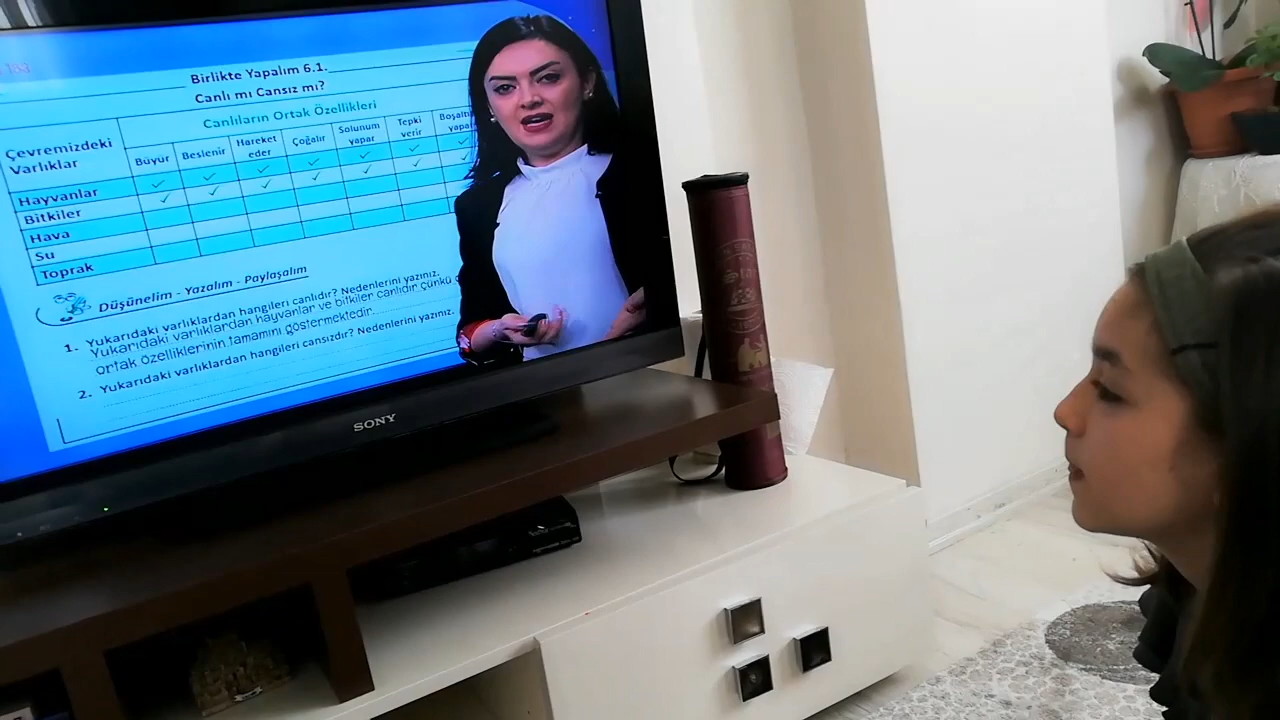 Birlikte Yapalım 6.1.
Canlı mı Cansız mı?
Canlıların Ortak Özellikleri
Çevremizdeki
Varlıklar
Büyür
Beslenir
Hareket
eder
Çoğalır
Solunum
yapar
Tepki
verir
Hayvanlar
Bitkiler
Hava
Su
Toprak
Düşünelim - Yazalım - Paylaşalım
1. Yukarıdaki varlıklardan hangileri canlıdır? Nedenlerini yazınız.
Yukarıdaki varlıklardan hayvanlar ve bitkiler canlıdır çünkü
ortak özelliklerinin tamamını göstermektedir.
2. Yukarıdaki varlıklardan hangileri cansızdır? Nedenlerini yazınız.
SONY